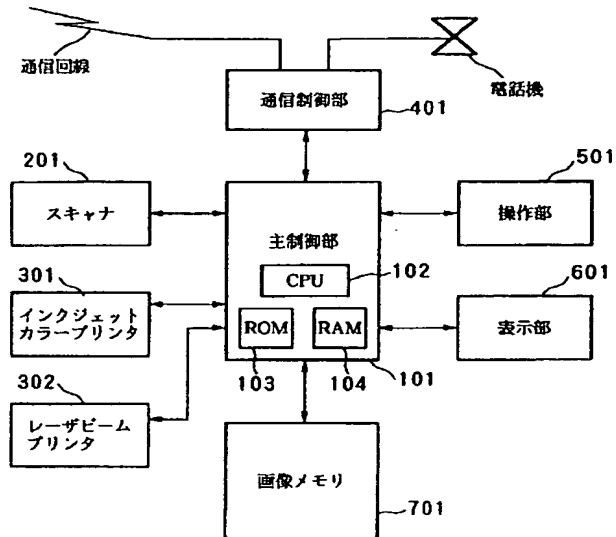 通信回線
電話機
通信制御部
401
201
スキャナ
501
操作部
主制御部
CPU
102
301
インクジェット
カラープリンタ
601
表示部
ROM
RAM
103
104
101
302
レーザビーム
プリンタ
画像メモリ
701